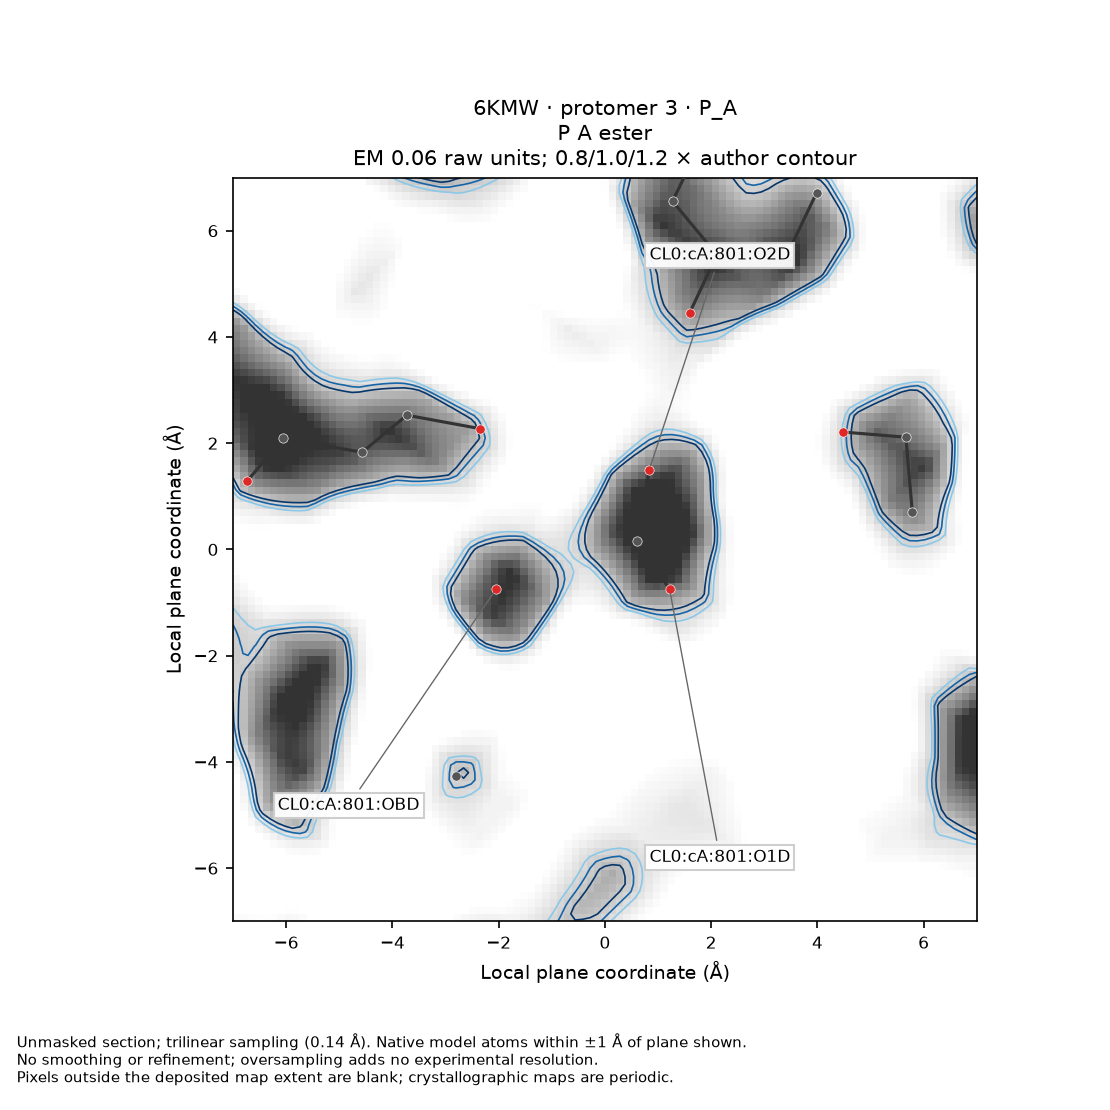 6KMW · protomer 3 · P_A
P A ester
EM 0.06 raw units; 0.8/1.0/1.2 × author contour
CL0:cA:801:O2D
CL0:cA:801:OBD
CL0:cA:801:O1D
Local plane coordinate (Å)
6
4
2
0
−2
−4
−6
−6
−4
−2
0
2
4
6
Local plane coordinate (Å)
Unmasked section; trilinear sampling (0.14 Å). Native model atoms within ±1 Å of plane shown.
No smoothing or refinement; oversampling adds no experimental resolution.
Pixels outside the deposited map extent are blank; crystallographic maps are periodic.